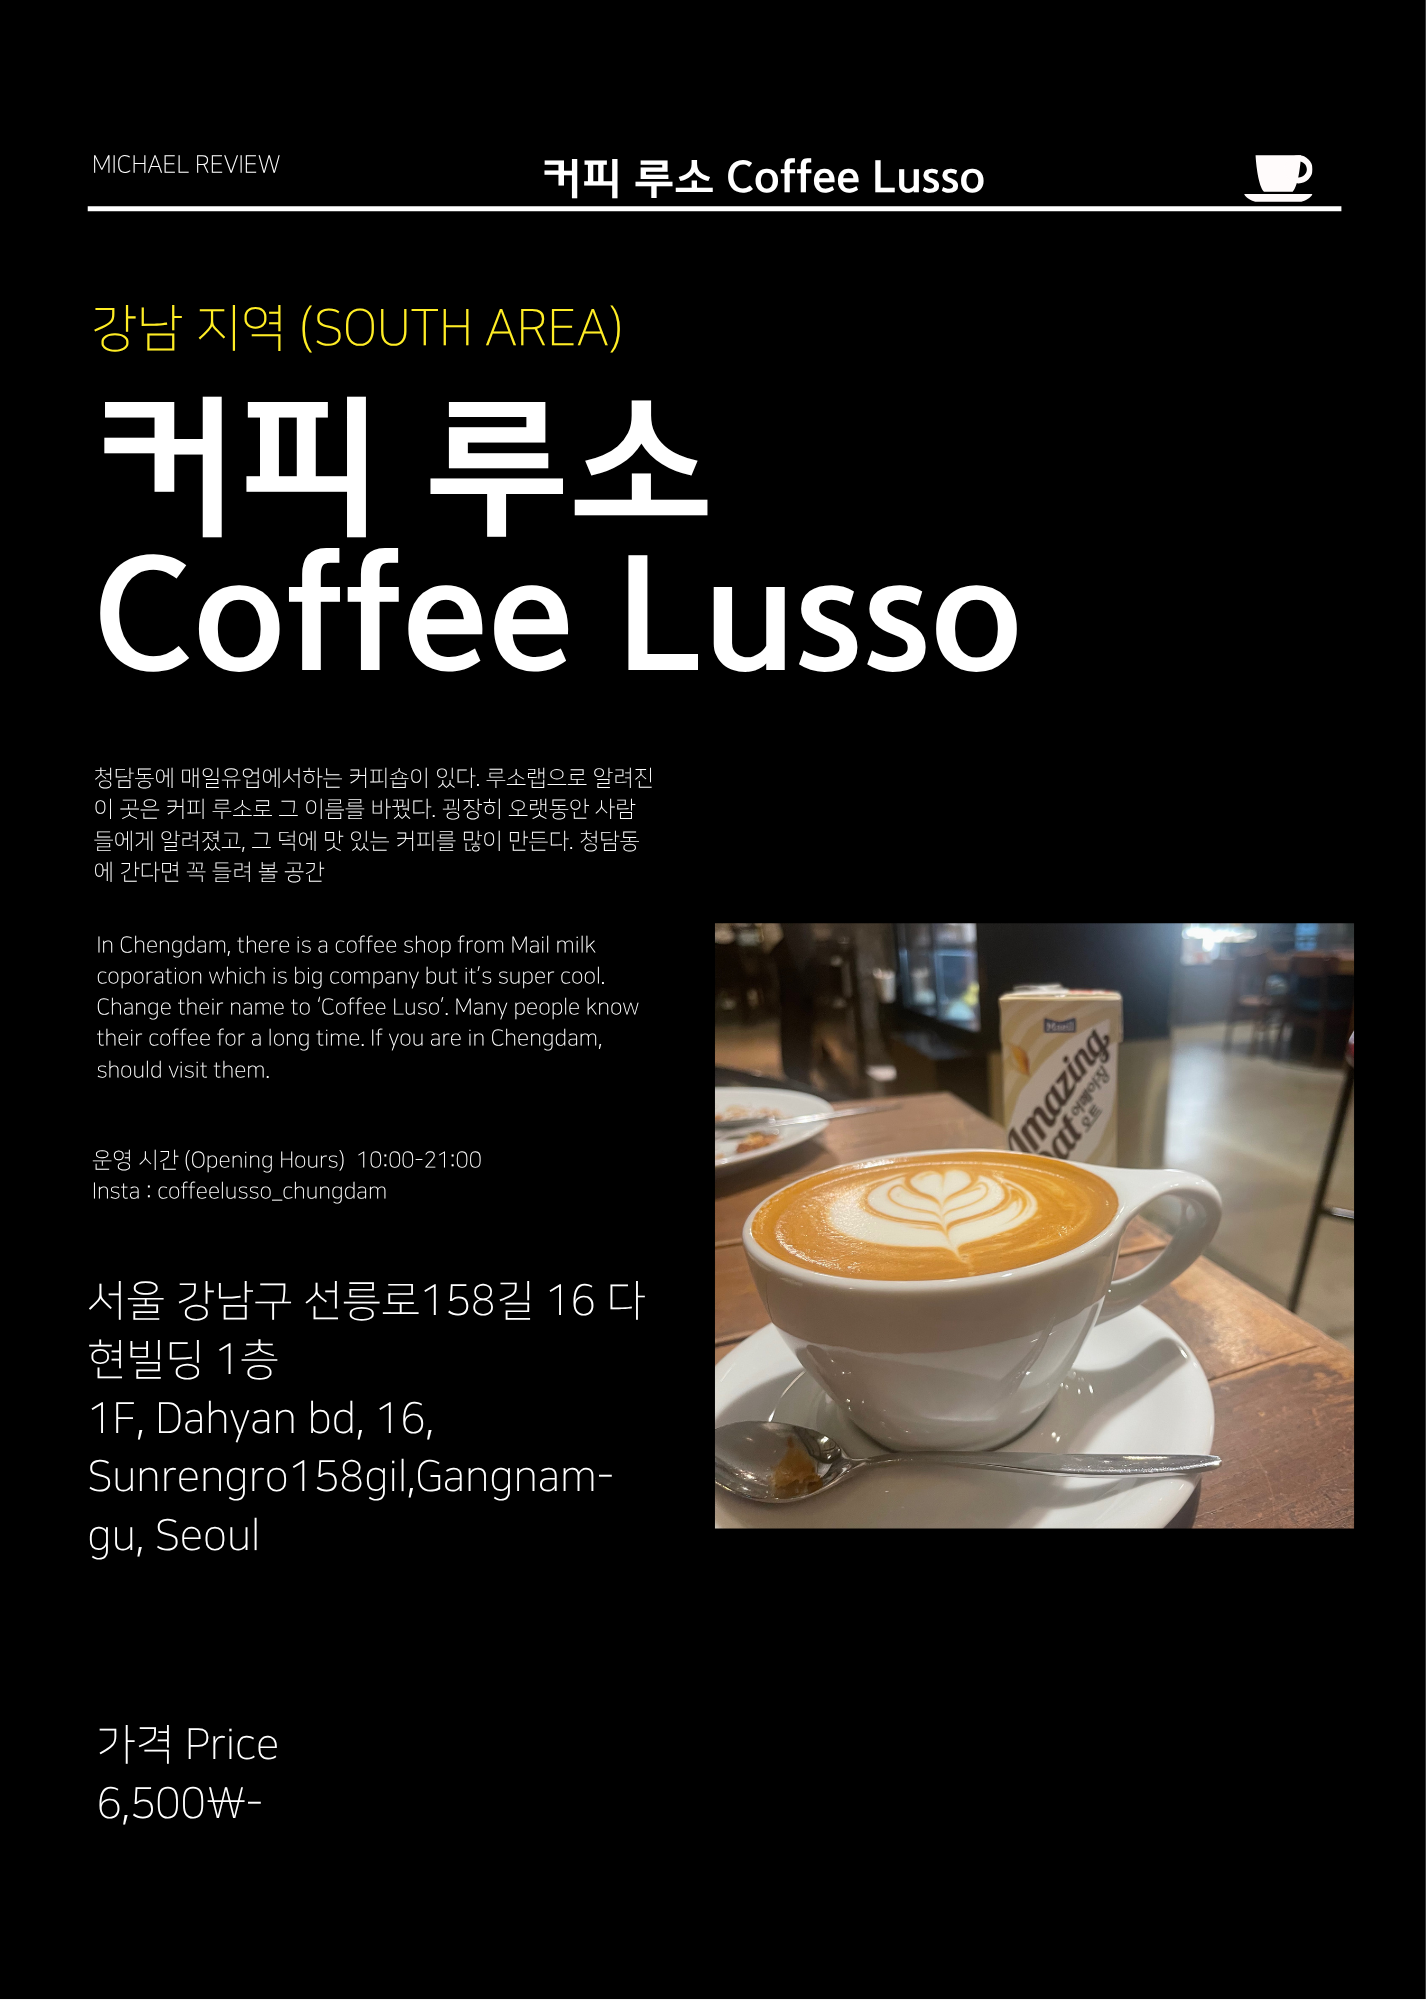 MICHAEL REVIEW
커피 루소 Coffee Lusso
강남 지역 (SOUTH AREA)
커피 루소
Coffee Lusso
청담동에 매일유업에서하는 커피숍이 있다. 루소랩으로 알려진
이 곳은 커피 루소로 그 이름를 바꿨다. 굉장히 오랫동안 사람
들에게 알려졌고, 그 덕에 맛 있는 커피를 많이 만든다. 청담동
에 간다면 꼭 들려 볼 공간
In Chengdam, there is a coffee shop from Mail milk
coporation which is big company but it’s super cool.
Change their name to ‘Coffee Luso’. Many people know
their coffee for a long time. If you are in Chengdam,
should visit them.
운영 시간 (Opening Hours)  10:00-21:00
Insta : coffeelusso_chungdam
서울 강남구 선릉로158길 16 다
현빌딩 1층
1F, Dahyan bd, 16,
Sunrengro158gil,Gangnam-
gu, Seoul
Maeil
Amazing
Oat
어메이징
오트
가격 Price
6,500₩-